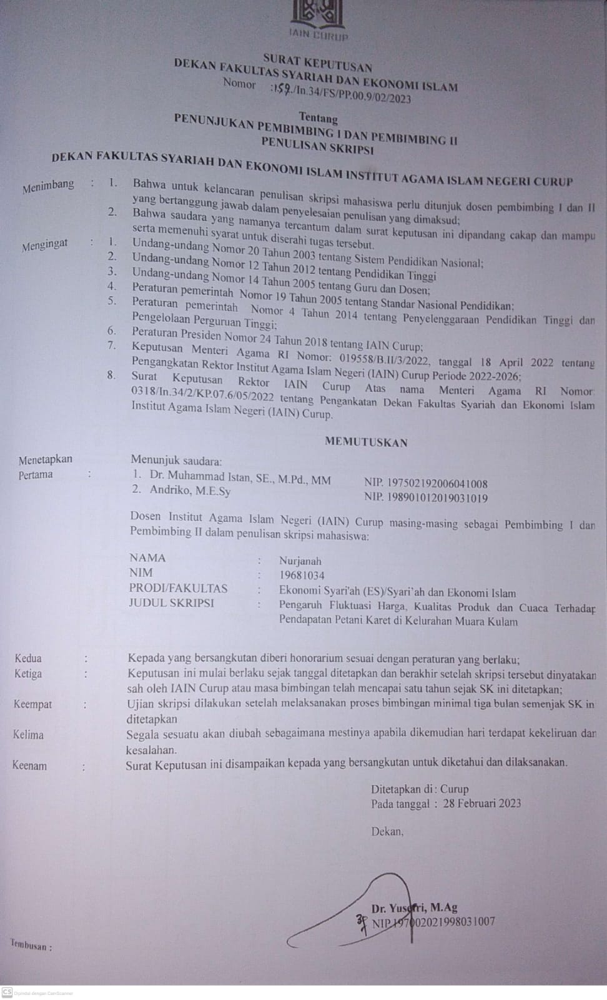 IAIN CURUP
SURAT KEPUTUSAN
DEKAN FAKULTAS SYARIAH DAN EKONOMI ISLAM
Nomor :159./In.34/FS/PP.00.9/02/2023
Tentang
PENUNJUKAN PEMBIMBING I DAN PEMBIMBING II
PENULISAN SKRIPSI
DEKAN FAKULTAS SYARIAH DAN EKONOMI ISLAM INSTITUT AGAMA ISLAM NEGERI CURUP
Menimbang : 1. Bahwa untuk kelancaran penulisan skripsi mahasiswa perlu ditunjuk dosen pembimbing I dan II
yang bertanggung jawab dalam penyelesaian penulisan yang dimaksud;
2. Bahwa saudara yang namanya tercantum dalam surat keputusan ini dipandang cakap dan mampu
serta memenuhi syarat untuk diserahi tugas tersebut.
Mengingat : 1. Undang-undang Nomor 20 Tahun 2003 tentang Sistem Pendidikan Nasional;
2. Undang-undang Nomor 12 Tahun 2012 tentang Pendidikan Tinggi
3. Undang-undang Nomor 14 Tahun 2005 tentang Guru dan Dosen;
4. Peraturan pemerintah Nomor 19 Tahun 2005 tentang Standar Nasional Pendidikan;
5. Peraturan pemerintah Nomor 4 Tahun 2014 tentang Penyelenggaraan Pendidikan Tinggi dan
Pengelolaan Perguruan Tinggi;
6. Peraturan Presiden Nomor 24 Tahun 2018 tentang IAIN Curup;
7. Keputusan Menteri Agama RI Nomor: 019558/B.II/3/2022, tanggal 18 April 2022 tentang
Pengangkatan Rektor Institut Agama Islam Negeri (IAIN) Curup Periode 2022-2026;
8. Surat Keputusan Rektor IAIN Curup Atas nama Menteri Agama RI Nomor
0318/In.34/2/KP.07.6/05/2022 tentang Pengankatan Dekan Fakultas Syariah dan Ekonomi Islam
Institut Agama Islam Negeri (IAIN) Curup.
MEMUTUSKAN
Menetapkan Menunjuk saudara:
Pertama : 1. Dr. Muhammad Istan, SE., M.Pd., MM NIP. 197502192006041008
2. Andriko, M.E.Sy NIP. 198901012019031019
Dosen Institut Agama Islam Negeri (IAIN) Curup masing-masing sebagai Pembimbing I dan
Pembimbing II dalam penulisan skripsi mahasiswa:
NAMA : Nurjanah
NIM : 19681034
PRODI/FAKULTAS : Ekonomi Syari'ah (ES)/Syari'ah dan Ekonomi Islam
JUDUL SKRIPSI : Pengaruh Fluktuasi Harga, Kualitas Produk dan Cuaca Terhadap
Pendapatan Petani Karet di Kelurahan Muara Kulam
Kedua : Kepada yang bersangkutan diberi honorarium sesuai dengan peraturan yang berlaku;
Ketiga : Keputusan ini mulai berlaku sejak tanggal ditetapkan dan berakhir setelah skripsi tersebut dinyatakan
sah oleh IAIN Curup atau masa bimbingan telah mencapai satu tahun sejak SK ini ditetapkan;
Keempat : Ujian skripsi dilakukan setelah melaksanakan proses bimbingan minimal tiga bulan semenjak SK in
ditetapkan
Kelima Segala sesuatu akan diubah sebagaimana mestinya apabila dikemudian hari terdapat kekeliruan dan
kesalahan.
Keenam : Surat Keputusan ini disampaikan kepada yang bersangkutan untuk diketahui dan dilaksanakan.
Ditetapkan di : Curup
Pada tanggal : 28 Februari 2023
Dekan,
Dr. Yusefri, M.Ag
NIP.197002021998031007
Tembusan :
CS Dipindai dengan CamScanner